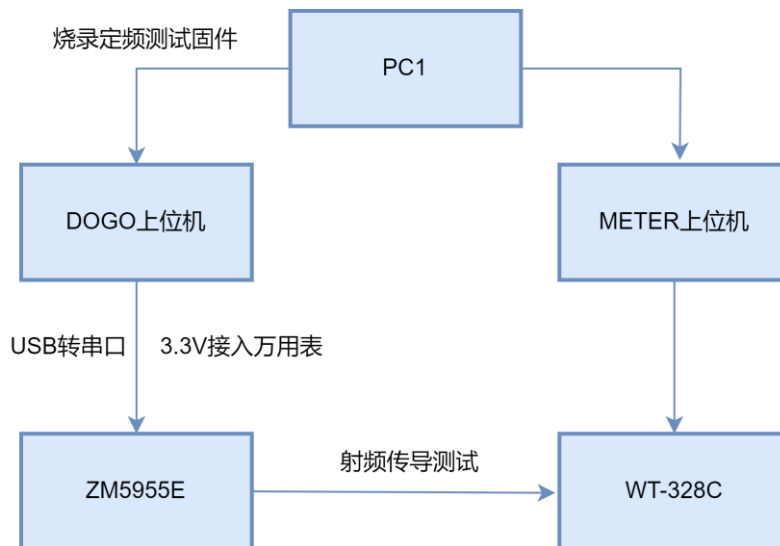 烧录定频测试固件
PC1
DOGO上位机
METER上位机
USB转串口
3.3V接入万用表
射频传导测试
ZM5955E
WT-328C